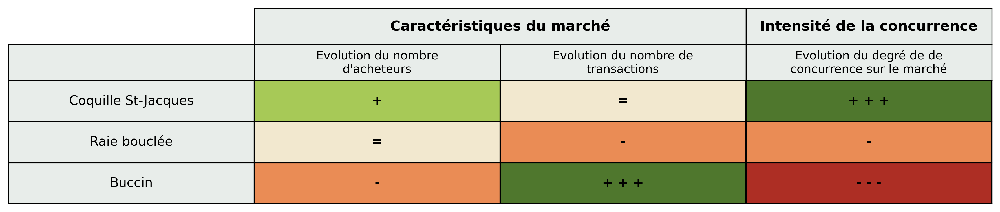 Caractéristiques du marché
Intensité de la concurrence
Evolution du nombre
d'acheteurs
Evolution du nombre de
transactions
Evolution du degré de de
concurrence sur le marché
Coquille St-Jacques
+
=
+ + +
Raie bouclée
=
-
-
Buccin
-
+ + +
- - -